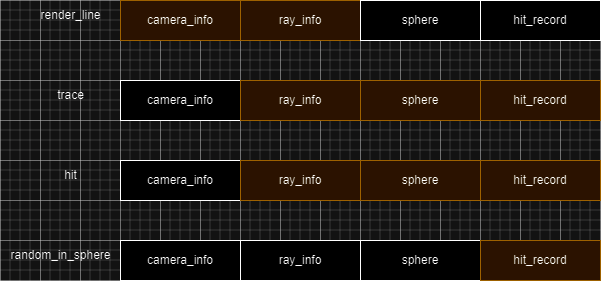 render_line camera_info ray_info sphere hit_record
trace camera_info ray_info sphere hit_record
hit camera_info ray_info sphere hit_record
random_in_sphere camera_info ray_info sphere hit_record